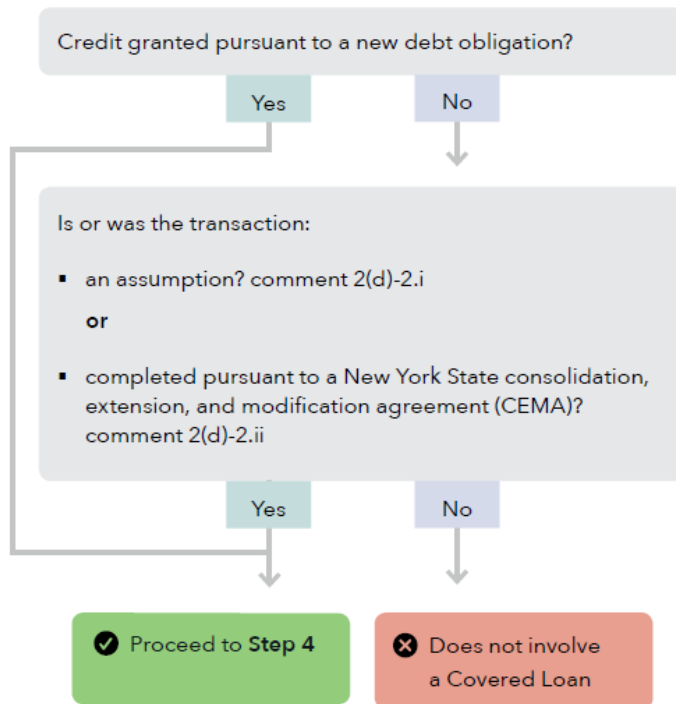 Credit granted pursuant to a new debt obligation?
Yes
No
Is or was the transaction:
▪ an assumption? comment 2(d)-2.i
or
▪ completed pursuant to a New York State consolidation,
extension, and modification agreement (CEMA)?
comment 2(d)-2.ii
Yes
No
Proceed to Step 4
Does not involve
a Covered Loan